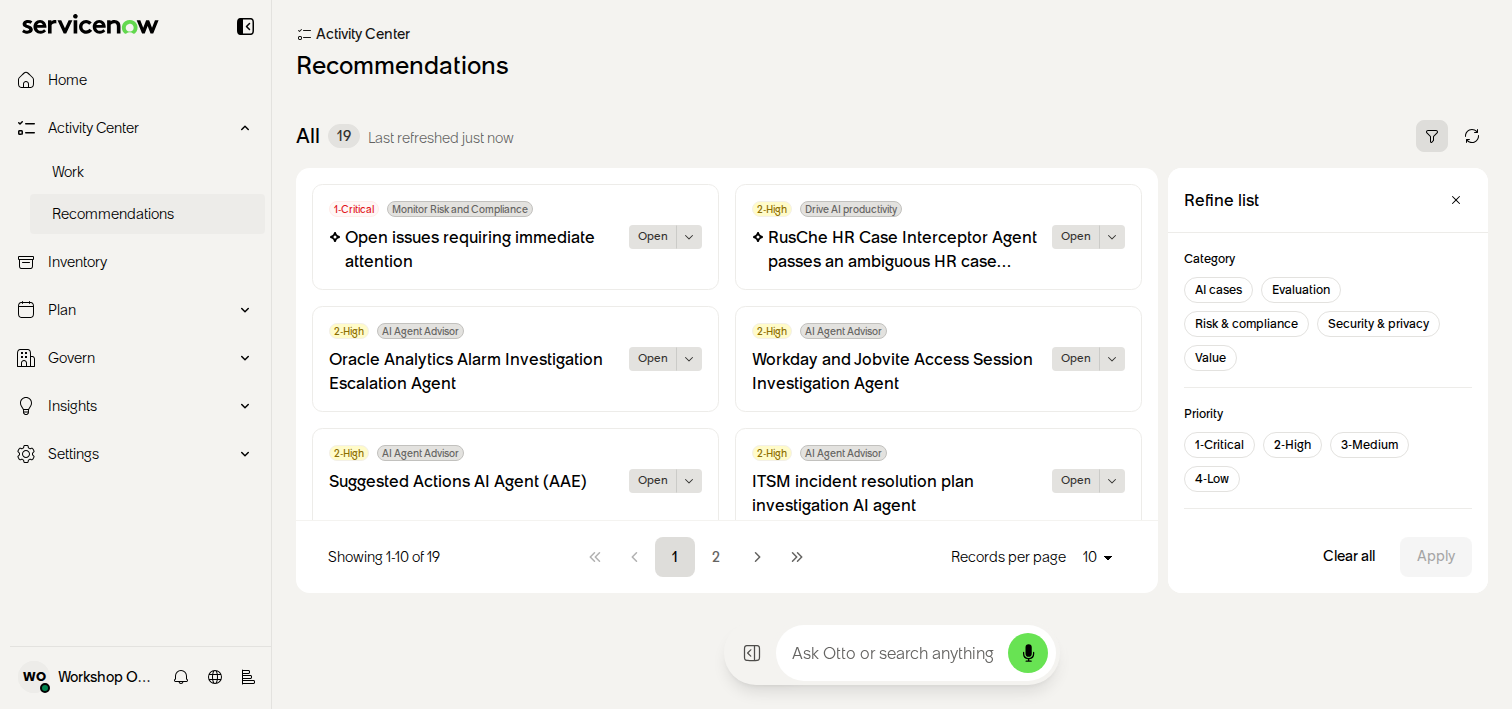 servicenow
Home
Activity Center
Work
Recommendations
Inventory
Plan
Govern
Insights
Settings
WO
Workshop O...
Activity Center
Recommendations
All 19 Last refreshed just now
1-Critical Monitor Risk and Compliance
Open issues requiring immediate
attention
Open
2-High Drive AI productivity
RusChe HR Case Interceptor Agent
passes an ambiguous HR case...
Open
2-High AI Agent Advisor
Oracle Analytics Alarm Investigation
Escalation Agent
Open
2-High AI Agent Advisor
Workday and Jobvite Access Session
Investigation Agent
Open
2-High AI Agent Advisor
Suggested Actions AI Agent (AAE)
Open
2-High AI Agent Advisor
ITSM incident resolution plan
investigation AI agent
Open
Showing 1-10 of 19
1 2
Records per page 10
Refine list
Category
AI cases Evaluation
Risk & compliance Security & privacy
Value
Priority
1-Critical 2-High 3-Medium
4-Low
Clear all Apply
Ask Otto or search anything